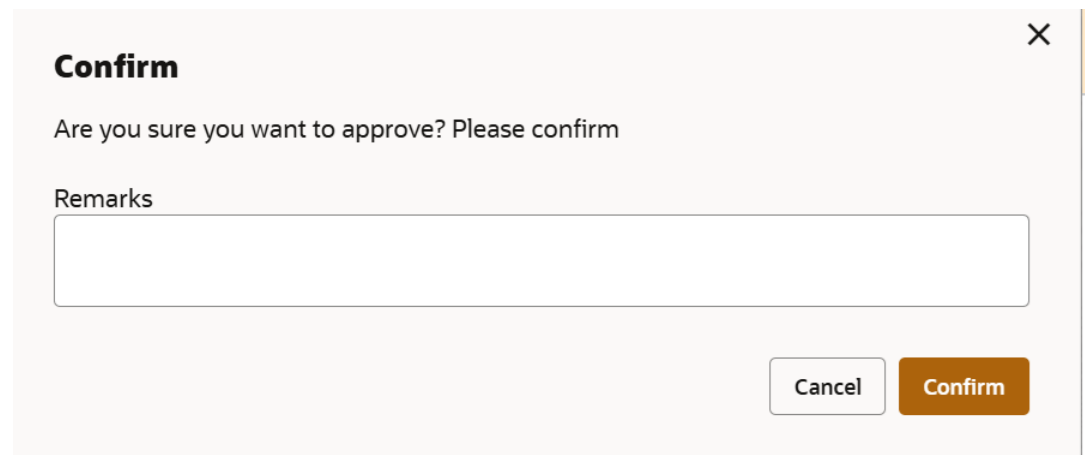 Confirm
Are you sure you want to approve? Please confirm
Remarks
Cancel
Confirm